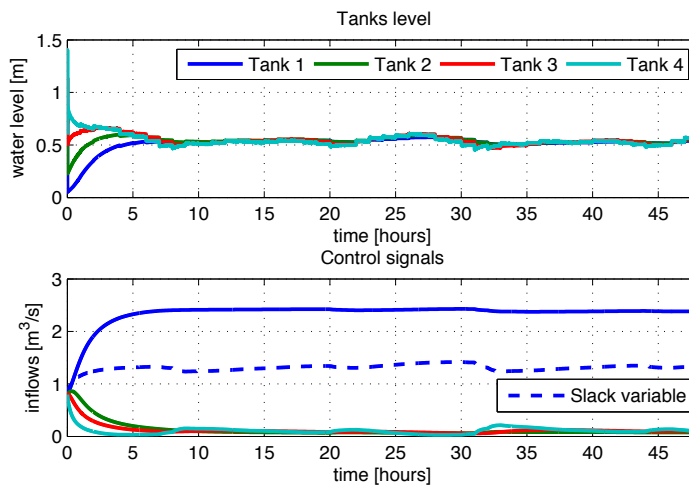 Tanks level
1.5
1
0.5
0
water level [m]
Tank 1 Tank 2 Tank 3 Tank 4
0 5 10 15 20 25 30 35 40 45
time [hours]
Control signals
3
2
1
0
inflows [m³/s]
Slack variable
0 5 10 15 20 25 30 35 40 45
time [hours]